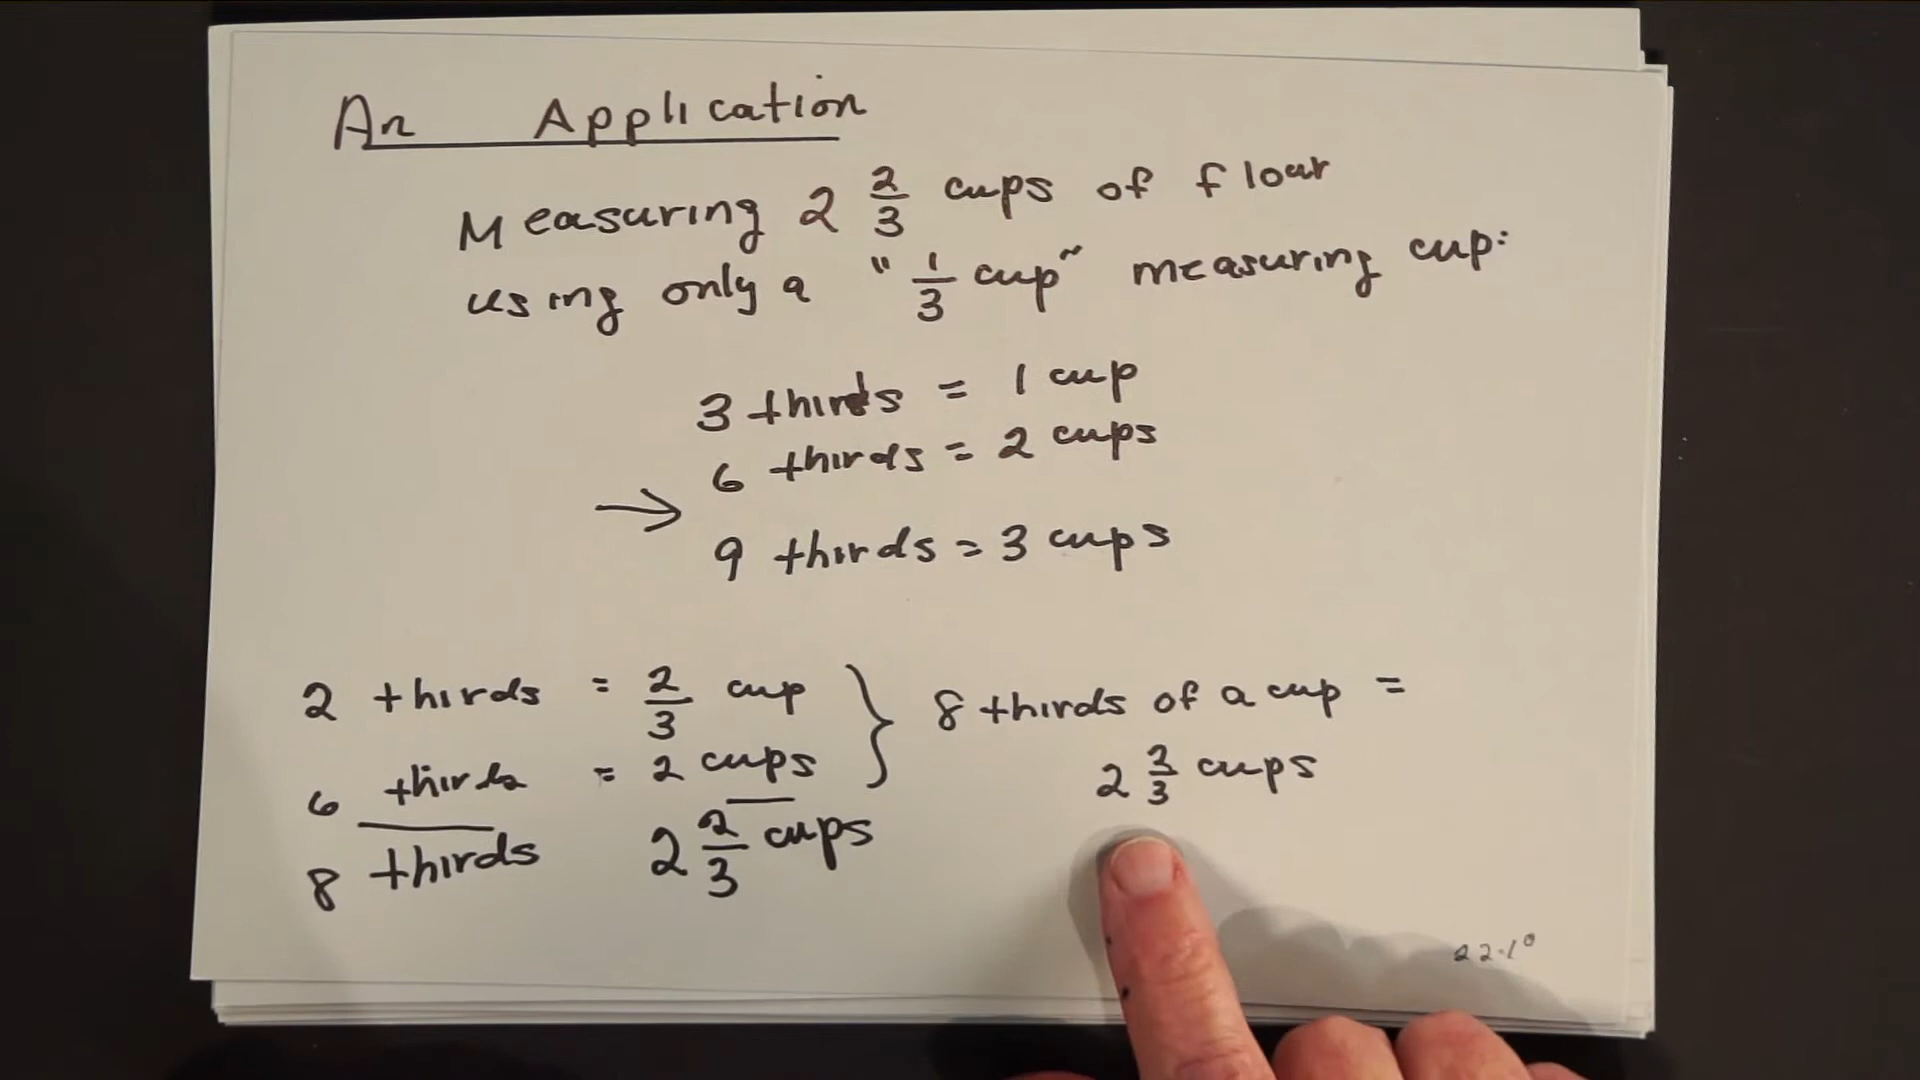 An Application
Measuring 2 2/3 cups of flour
using only a "1/3 cup" measuring cup:
3 thirds = 1 cup
6 thirds = 2 cups
→
9 thirds = 3 cups
2 thirds = 2/3 cup } 8 thirds of a cup =
6 thirds = 2 cups 2 2/3 cups
8 thirds 2 2/3 cups
22.10